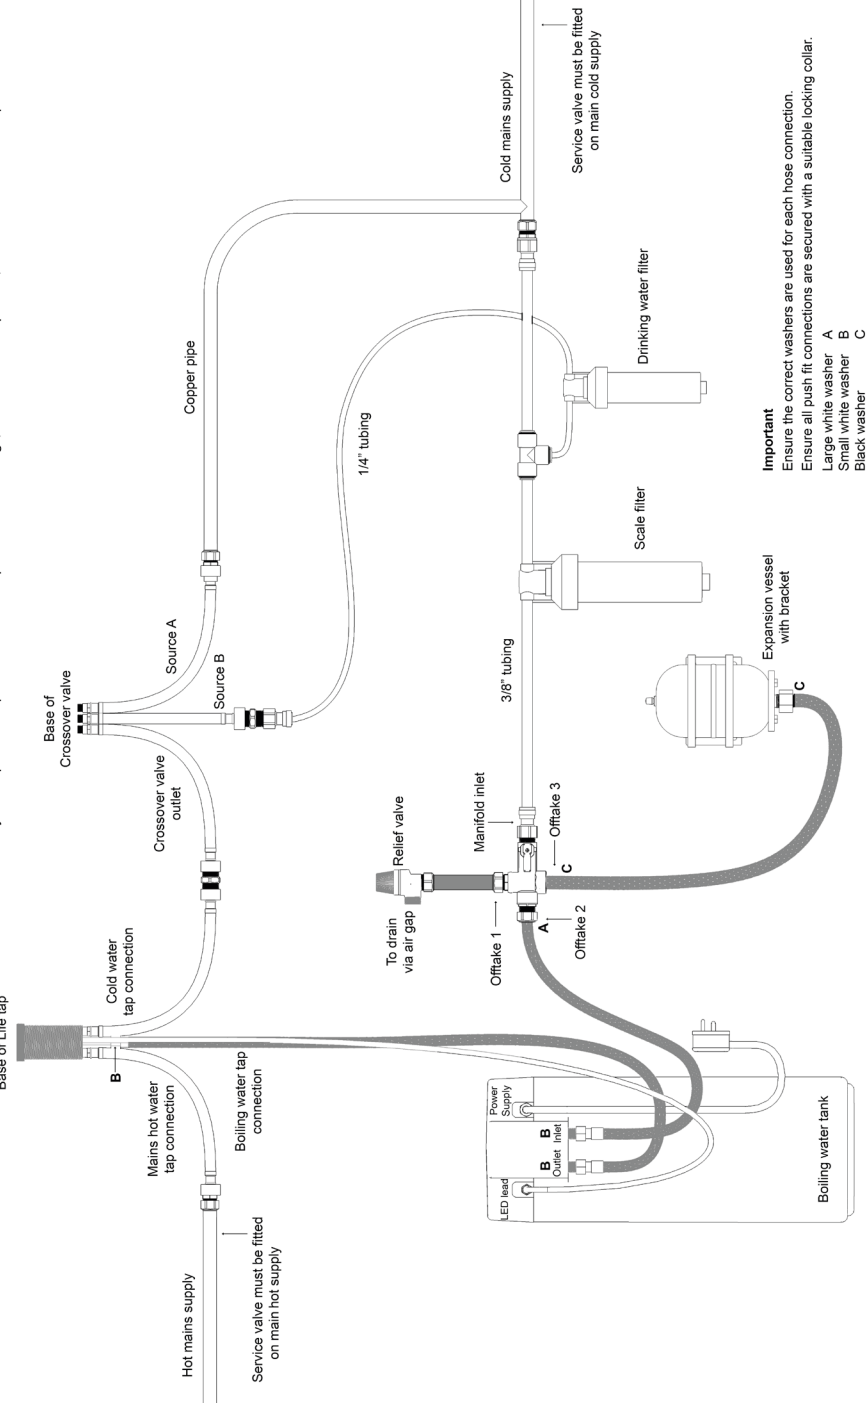 Base of Life tap
Base of
Crossover valve
Source A
Source B
Crossover valve
outlet
Copper pipe
1/4” tubing
Cold mains supply
Service valve must be fitted
on main cold supply
Cold water
tap connection
B
Mains hot water
tap connection
Boiling water tap
connection
Hot mains supply
Service valve must be fitted
on main hot supply
To drain
via air gap
Relief valve
Manifold inlet
Offtake 1
Offtake 2
Offtake 3
A
C
3/8” tubing
Scale filter
Drinking water filter
Expansion vessel
with bracket
C
LED lead
B
Outlet
B
Inlet
Power
Supply
Boiling water tank
Important
Ensure the correct washers are used for each hose connection.
Ensure all push fit connections are secured with a suitable locking collar.
Large white washer A
Small white washer B
Black washer C